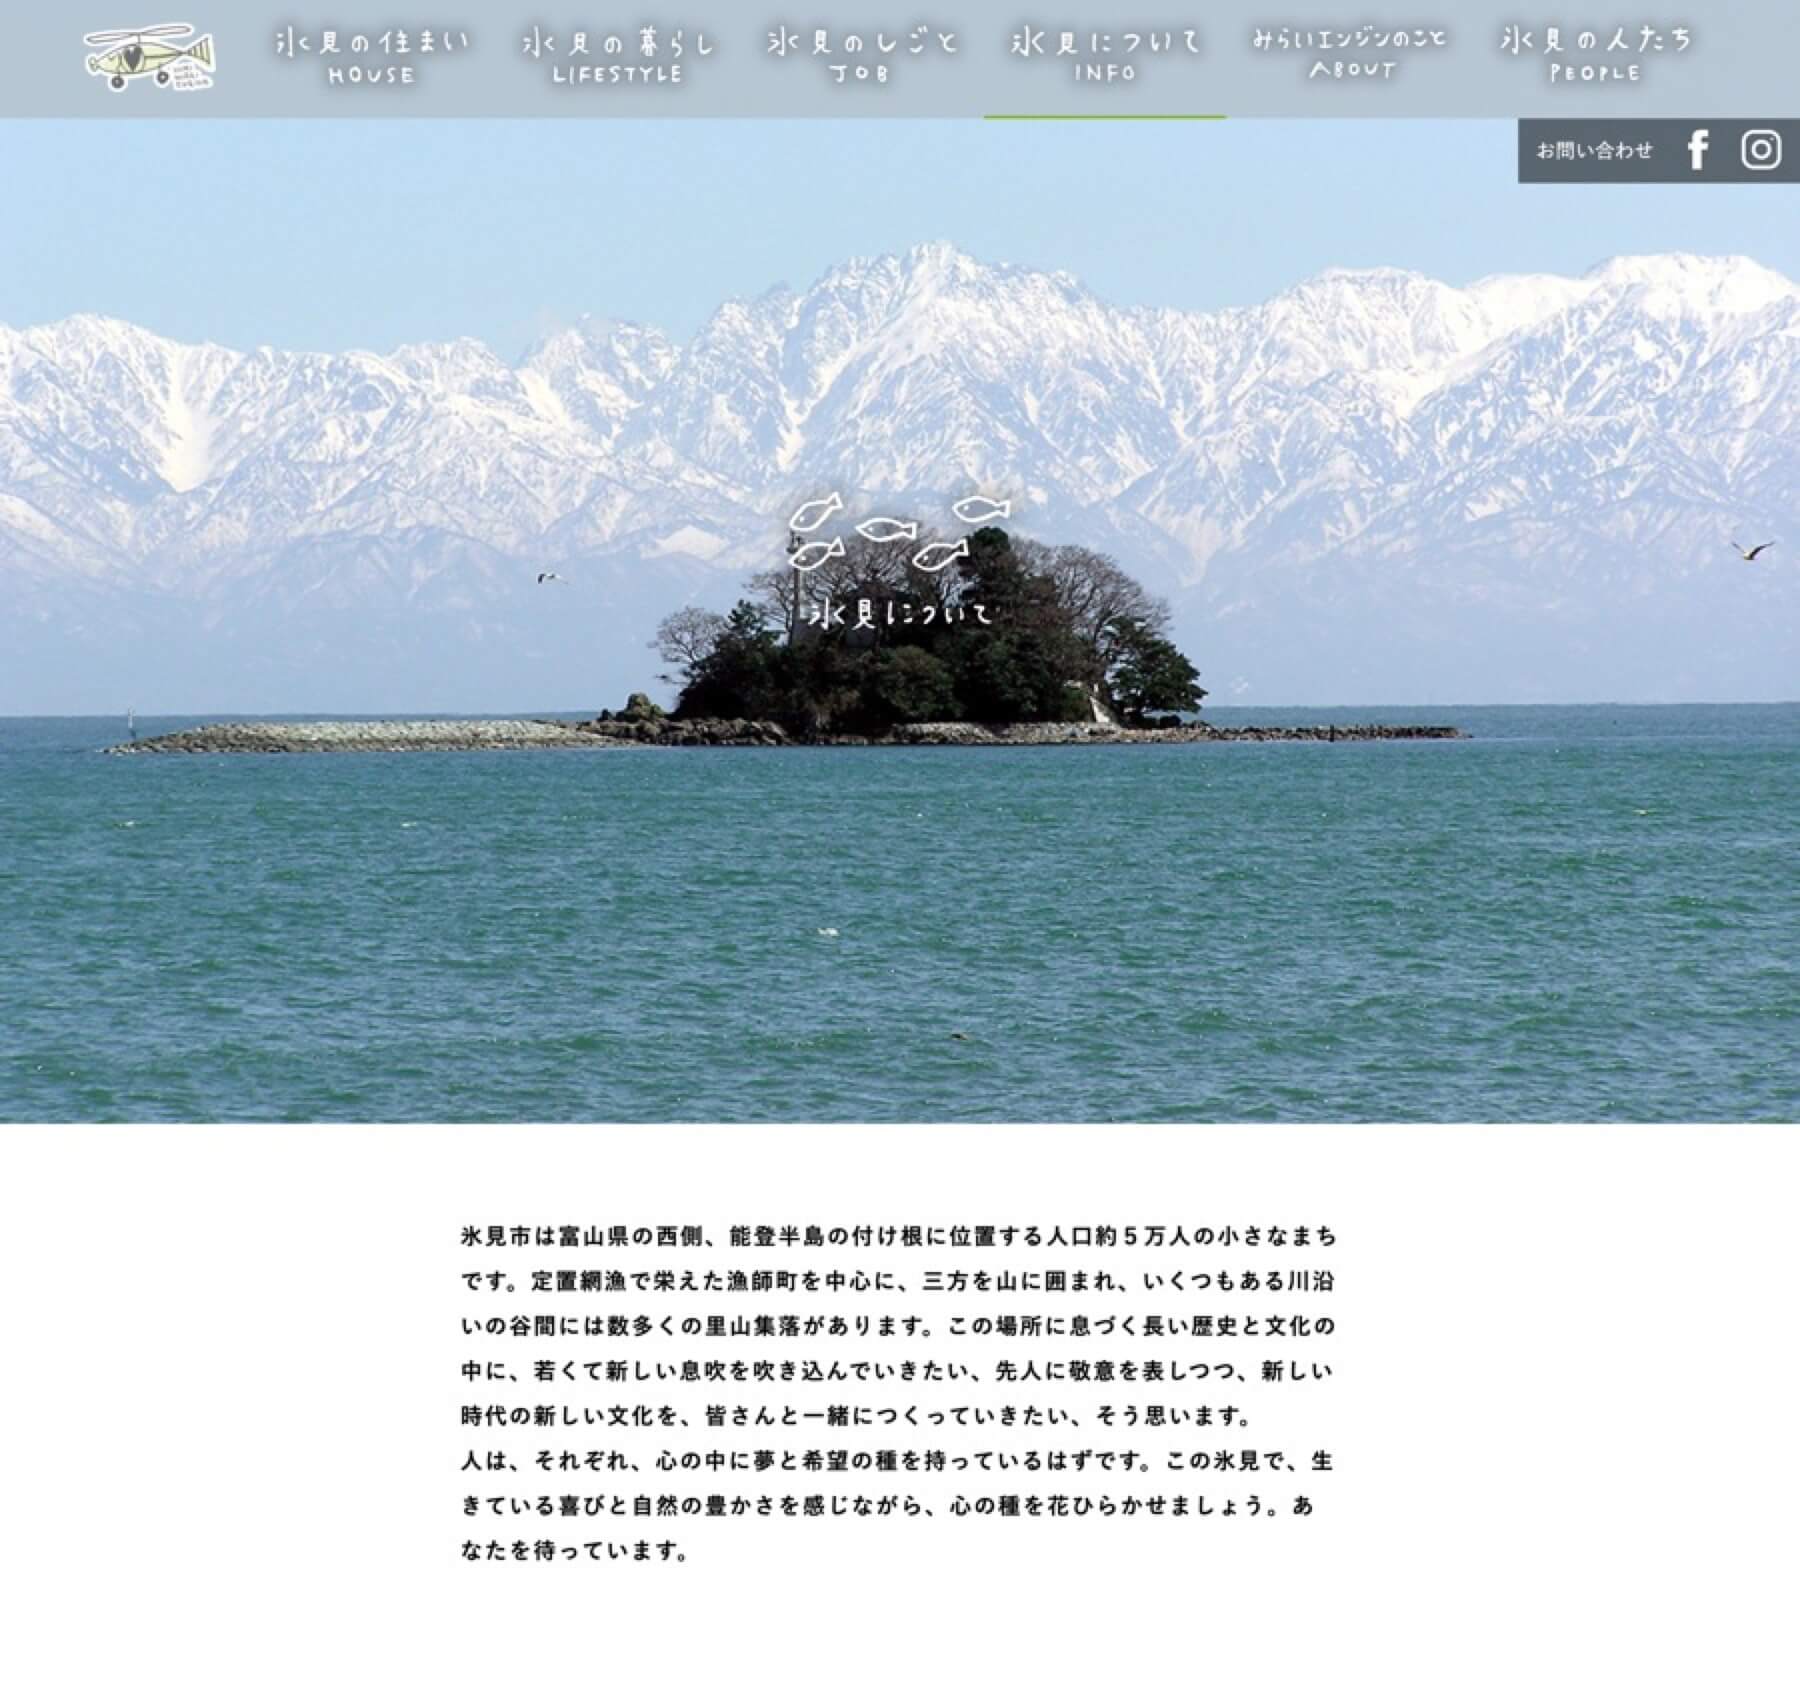 氷見の住まい
HOUSE
氷見の暮らし
LIFESTYLE
氷見のしごと
JOB
氷見について
INFO
みらいエンジンのこと
ABOUT
氷見の人たち
PEOPLE
お問い合わせ
氷見について
氷見市は富山県の西側、能登半島の付け根に位置する人口約５万人の小さなまち
です。定置網漁で栄えた漁師町を中心に、三方を山に囲まれ、いくつもある川沿
いの谷間には数多くの里山集落があります。この場所に息づく長い歴史と文化の
中に、若くて新しい息吹を吹き込んでいきたい、先人に敬意を表しつつ、新しい
時代の新しい文化を、皆さんと一緒につくっていきたい、そう思います。
人は、それぞれ、心の中に夢と希望の種を持っているはずです。この氷見で、生
きている喜びと自然の豊かさを感じながら、心の種を花ひらかせましょう。あ
なたを待っています。